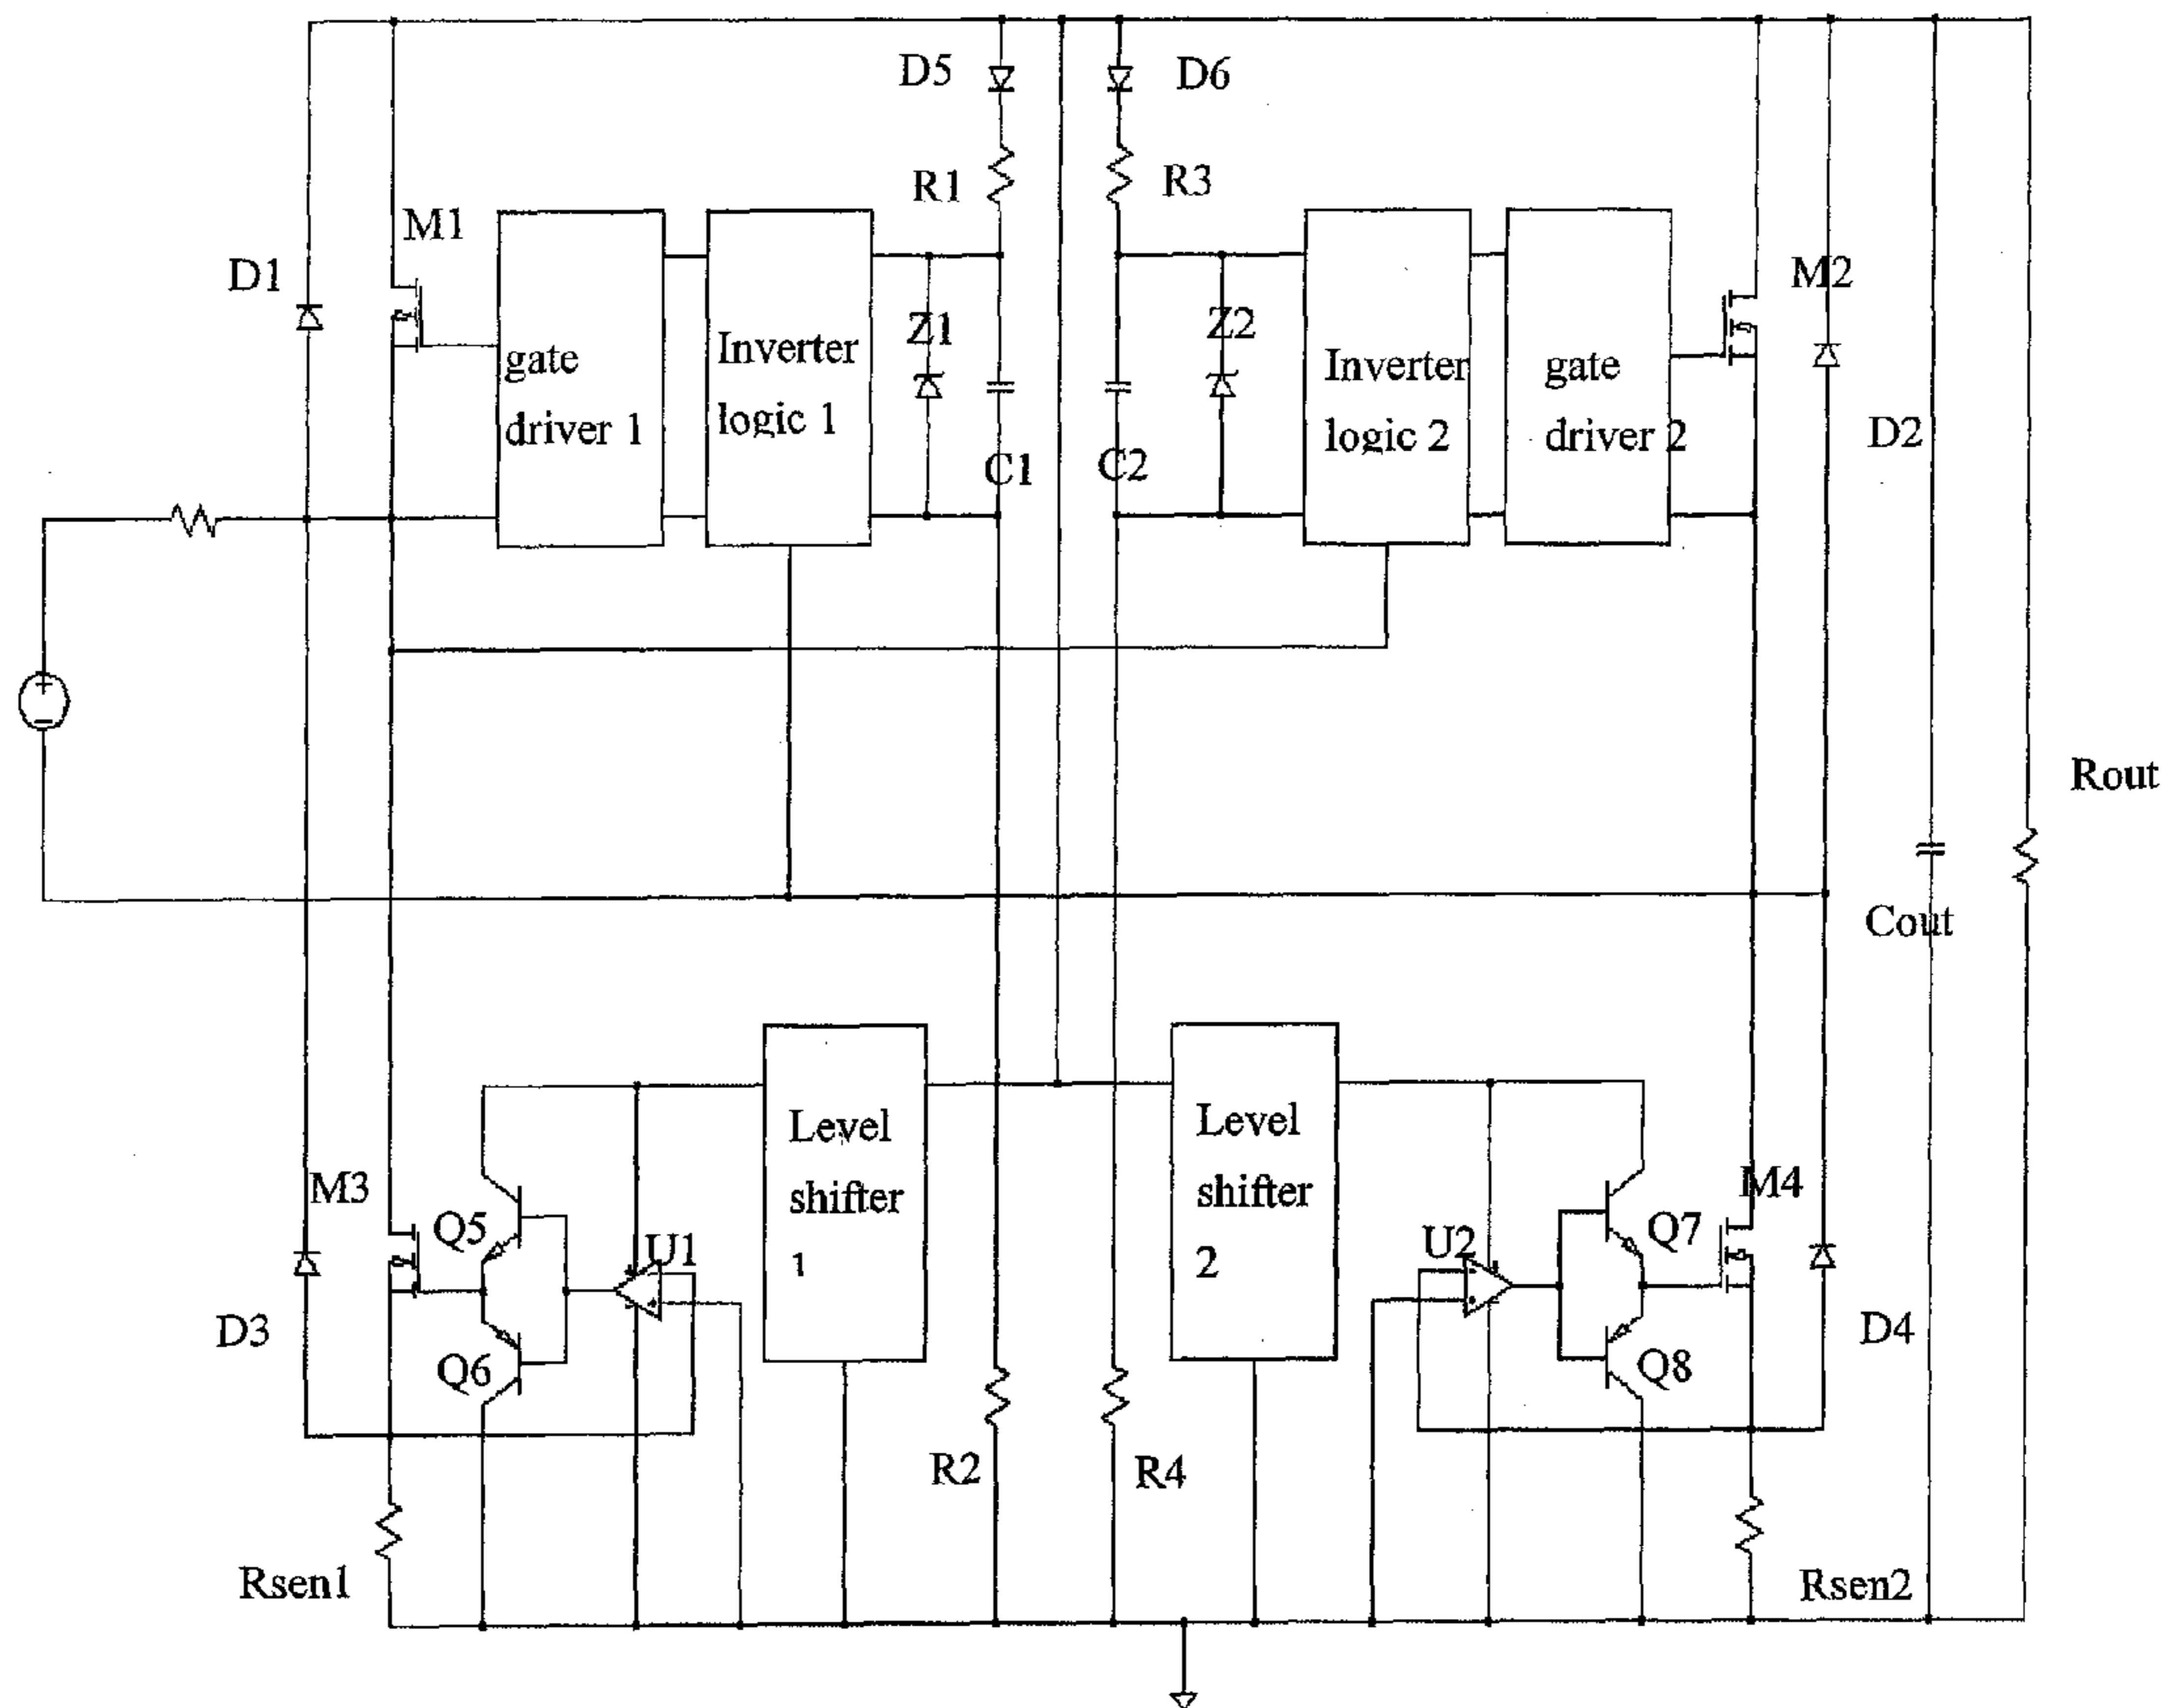 D5
D6
R1
R3
M1
D1
M2
gate
driver 1
Inverter
logic 1
Z1
C1
C2
Z2
Inverter
logic 2
gate
driver 2
D2
+
−
Rout
Cout
Level
shifter
1
Level
shifter
2
M3
Q5
U1
D3
Q6
U2
Q7
M4
Q8
D4
R2
R4
Rsen1
Rsen2